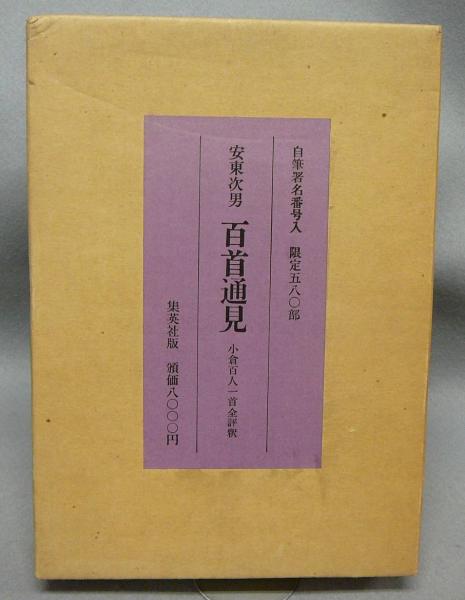 自筆署名番号入　限定五八〇部
安東次男　百首通見　小倉百人一首全評釈
集英社版　頒価八〇〇〇円